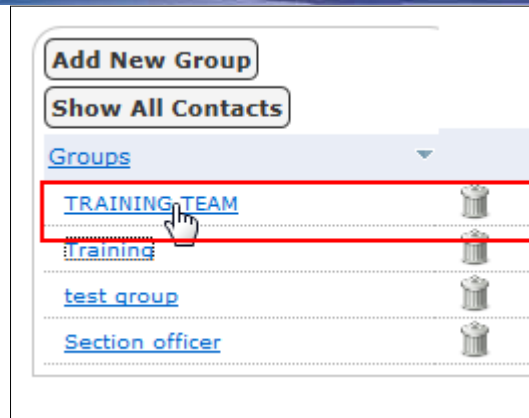 Add New Group
Show All Contacts
Groups
TRAINING TEAM
Training
test group
Section officer